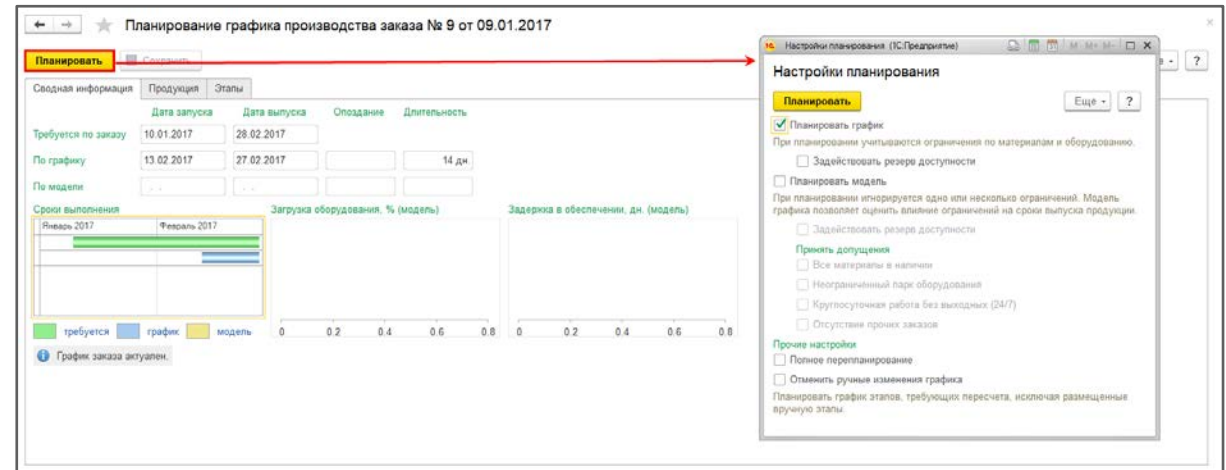 Планирование графика производства заказа № 9 от 09.01.2017
Планировать
Сохранить
?
Сводная информация Продукция Этапы
Дата запуска Дата выпуска Опоздание Длительность
Требуется по заказу 10.01.2017 28.02.2017
По графику 13.02.2017 27.02.2017 14 дн
По модели . . . .
Сроки выполнения Загрузка оборудования, % (модель) Задержка в обеспечении, дн. (модель)
Январь 2017 Февраль 2017
0 0.2 0.4 0.6 0.8 0 0.2 0.4 0.6 0.8
требуется график модель
График заказа актуален.
Настройки планирования (1С:Предприятие) M M+ M-
Настройки планирования
Планировать Еще ?
Планировать график
При планировании учитываются ограничения по материалам и оборудованию.
Задействовать резерв доступности
Планировать модель
При планировании игнорируется одно или несколько ограничений. Модель
графика позволяет оценить влияние ограничений на сроки выпуска продукции.
Задействовать резерв доступности
Принять допущения
Все материалы в наличии
Неограниченный парк оборудования
Круглосуточная работа без выходных (24/7)
Отсутствие прочих заказов
Прочие настройки
Полное перепланирование
Отменить ручные изменения графика
Планировать график этапов, требующих пересчета, исключая размещенные
вручную этапы.